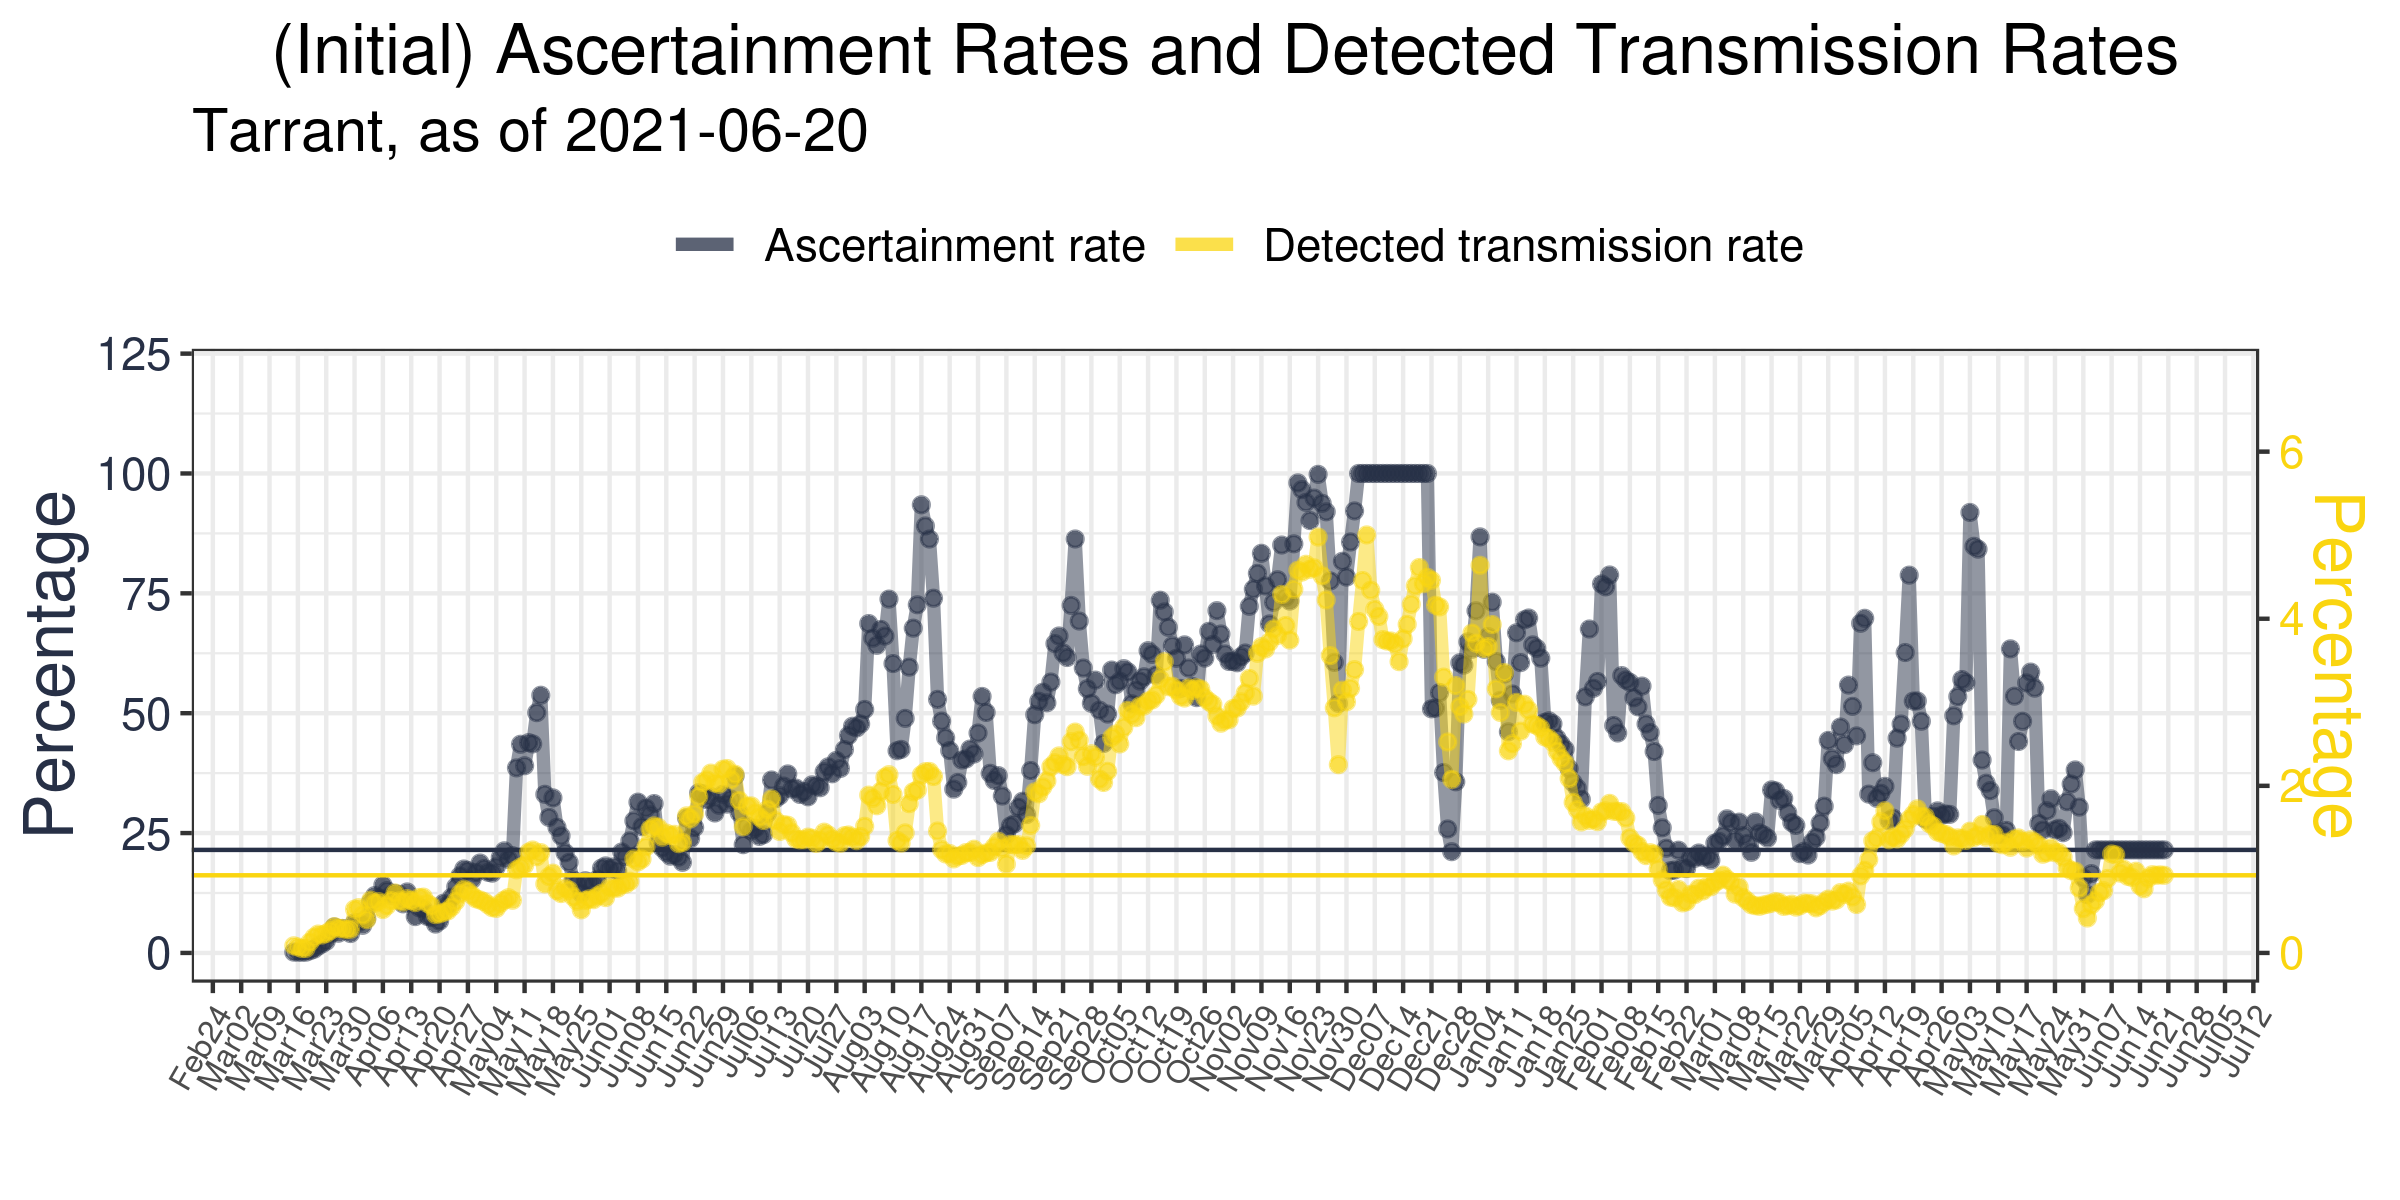 (Initial) Ascertainment Rates and Detected Transmission Rates
Tarrant, as of 2021-06-20
Ascertainment rate Detected transmission rate
125
100
75
50
25
0
Percentage
6
4
2
0
Percentage
Feb24
Mar02
Mar09
Mar16
Mar23
Mar30
Apr06
Apr13
Apr20
Apr27
May04
May11
May18
May25
Jun01
Jun08
Jun15
Jun22
Jun29
Jul06
Jul13
Jul20
Jul27
Aug03
Aug10
Aug17
Aug24
Aug31
Sep07
Sep14
Sep21
Sep28
Oct05
Oct12
Oct19
Oct26
Nov02
Nov09
Nov16
Nov23
Nov30
Dec07
Dec14
Dec21
Dec28
Jan04
Jan11
Jan18
Jan25
Feb01
Feb08
Feb15
Feb22
Mar01
Mar08
Mar15
Mar22
Mar29
Apr05
Apr12
Apr19
Apr26
May03
May10
May17
May24
May31
Jun07
Jun14
Jun21
Jun28
Jul05
Jul12